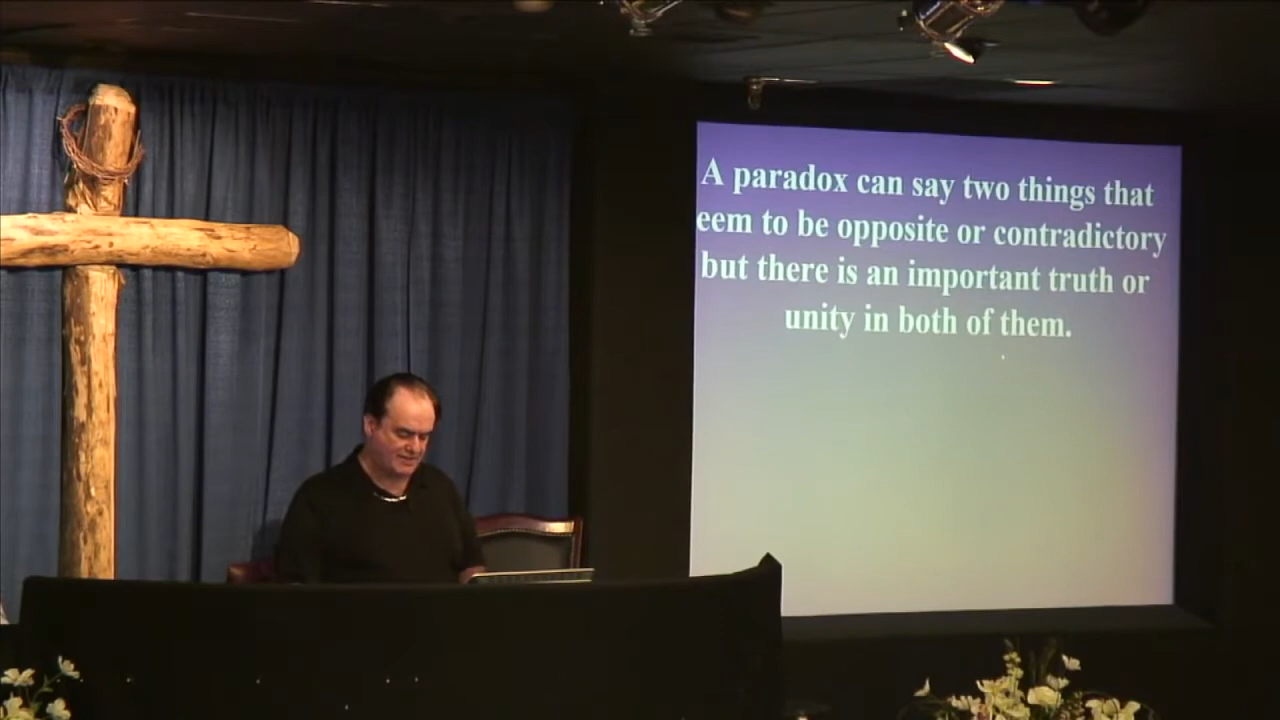 A paradox can say two things that
eem to be opposite or contradictory
but there is an important truth or
unity in both of them.